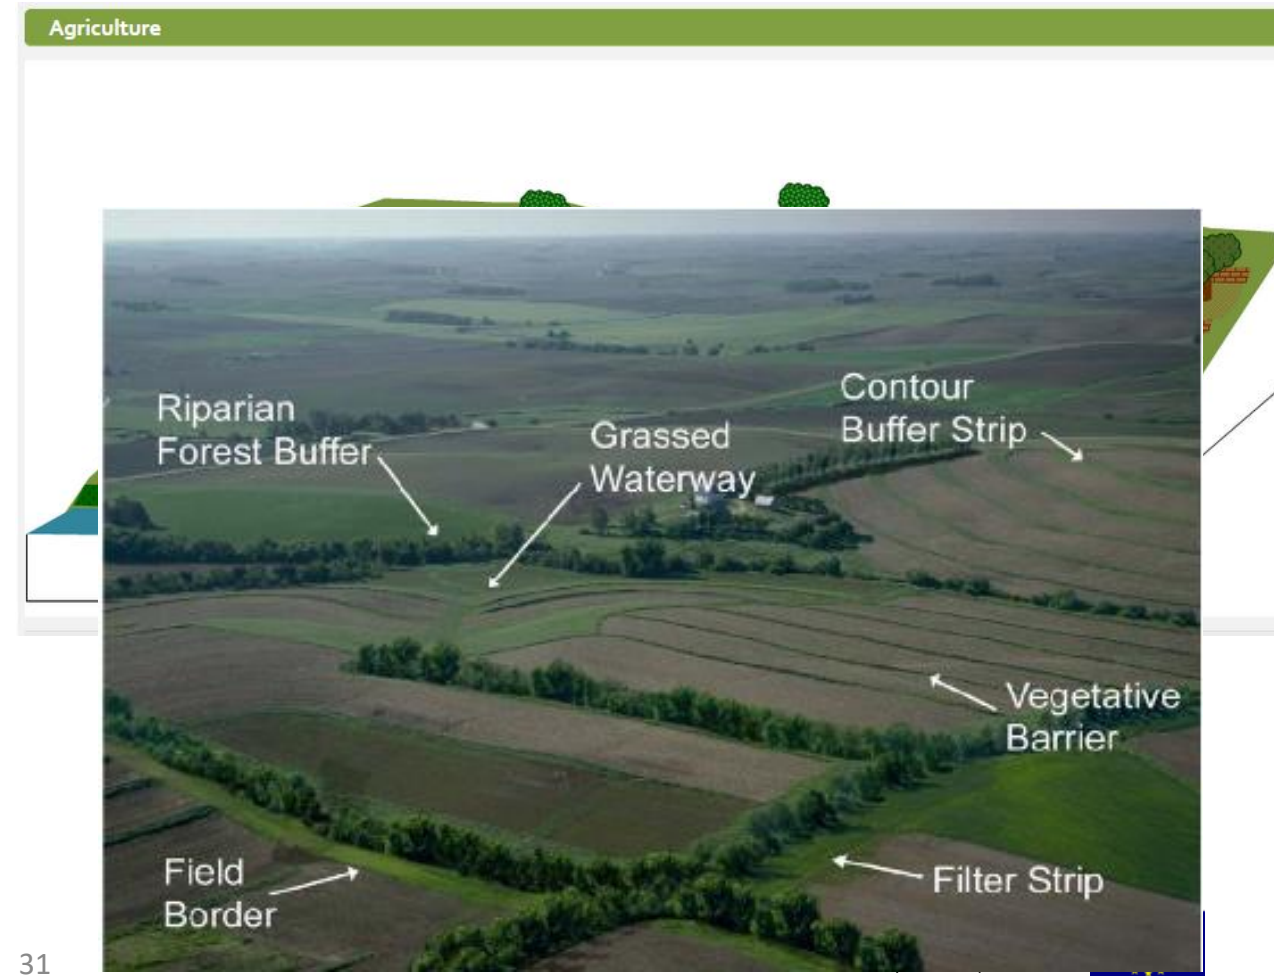 Agriculture
Riparian
Forest Buffer
Grassed
Waterway
Contour
Buffer Strip
Vegetative
Barrier
Field
Border
Filter Strip
31